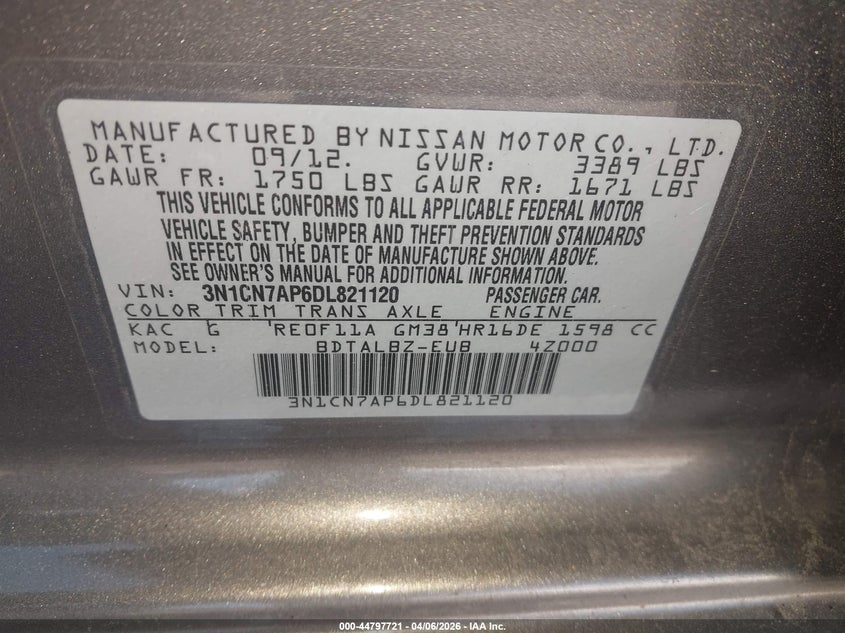 MANUFACTURED BY NISSAN MOTOR CO., LTD.
DATE: 09/12. GVWR: 3389 LBS
GAWR FR: 1750 LBS GAWR RR: 1671 LBS
THIS VEHICLE CONFORMS TO ALL APPLICABLE FEDERAL MOTOR
VEHICLE SAFETY, BUMPER AND THEFT PREVENTION STANDARDS
IN EFFECT ON THE DATE OF MANUFACTURE SHOWN ABOVE.
SEE OWNER'S MANUAL FOR ADDITIONAL INFORMATION.
VIN: 3N1CN7AP6DL821120 PASSENGER CAR.
COLOR TRIM TRANS AXLE ENGINE
KAC G RE0F11A GM38 HR16DE 1598 CC
MODEL: BDTALBZ-EUB 4Z000
3N1CN7AP6DL821120
000-44797721 - 04/06/2026 - IAA Inc.